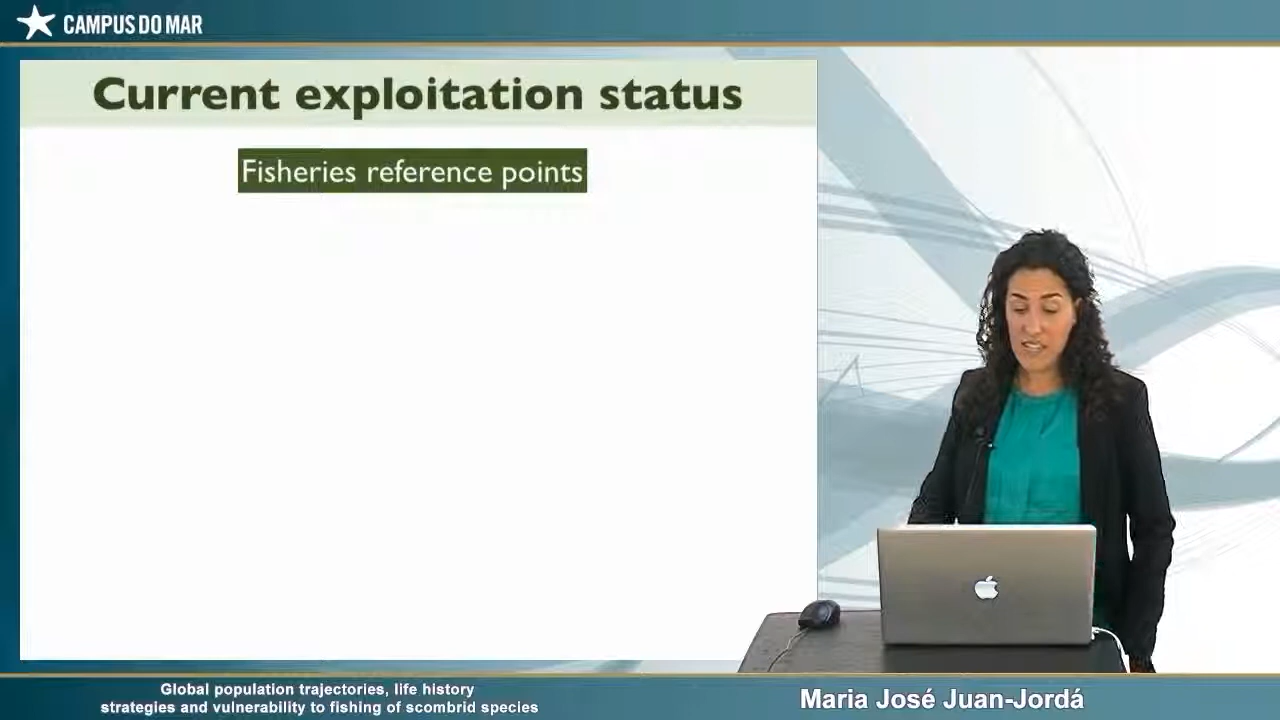 CAMPUS DO MAR
Current exploitation status
Fisheries reference points
Global population trajectories, life history
strategies and vulnerability to fishing of scombrid species
Maria José Juan-Jordá